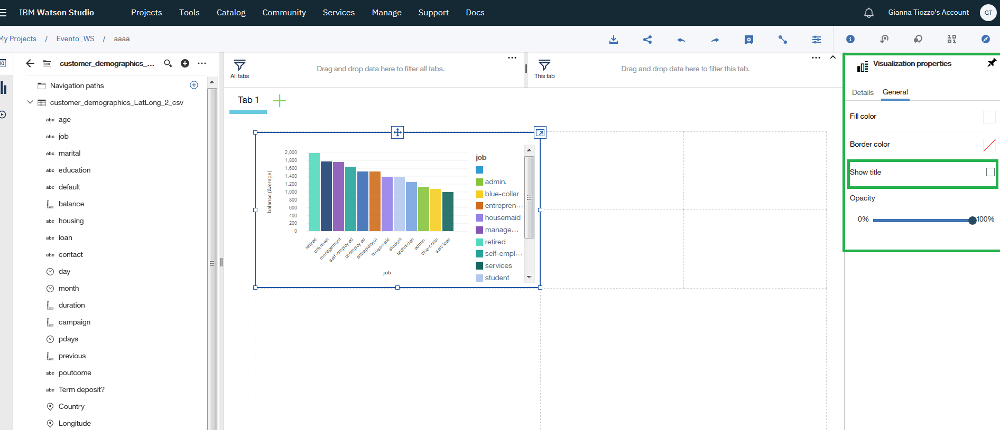 IBM Watson Studio Projects Tools Catalog Community Services Manage Support Docs Gianna Tiozzo's Account GT
My Projects / Evento_WS / aaaa
customer_demographics_...
Navigation paths
customer_demographics_LatLong_2_csv
abc age
abc job
abc marital
abc education
abc default
balance
abc housing
abc loan
abc contact
day
month
duration
campaign
pdays
previous
abc poutcome
abc Term deposit?
Country
Longitude
All tabs
Drag and drop data here to filter all tabs.
This tab
Drag and drop data here to filter this tab.
Tab 1
balance (Average)
2,000
1,800
1,600
1,400
1,200
1,000
800
600
400
200
0
retired
unknown
management
self-employed
unemployed
entrepreneur
housemaid
student
technician
admin.
blue-collar
services
job
job
admin.
blue-collar
entrepren...
housemaid
manage...
retired
self-empl...
services
student
Visualization properties
Details General
Fill color
Border color
Show title
Opacity
0% 100%